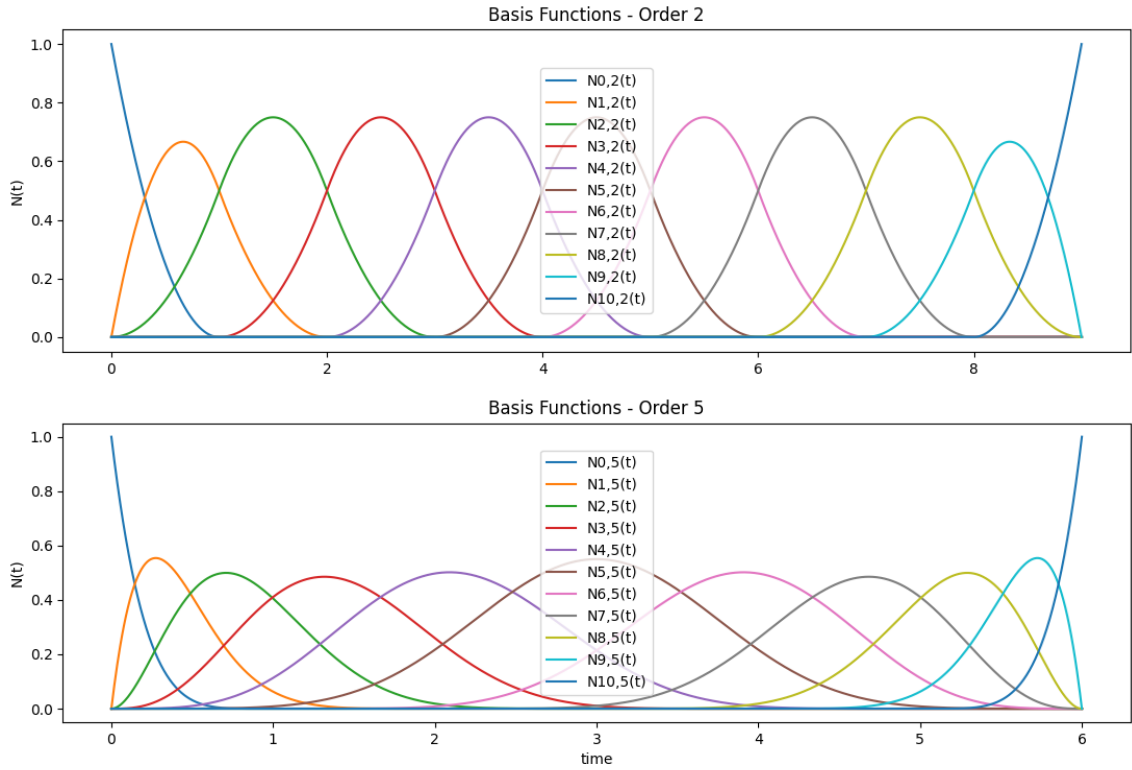 Basis Functions - Order 2
N(t)
1.0
0.8
0.6
0.4
0.2
0.0
N0,2(t)
N1,2(t)
N2,2(t)
N3,2(t)
N4,2(t)
N5,2(t)
N6,2(t)
N7,2(t)
N8,2(t)
N9,2(t)
N10,2(t)
0 2 4 6 8
Basis Functions - Order 5
N(t)
1.0
0.8
0.6
0.4
0.2
0.0
N0,5(t)
N1,5(t)
N2,5(t)
N3,5(t)
N4,5(t)
N5,5(t)
N6,5(t)
N7,5(t)
N8,5(t)
N9,5(t)
N10,5(t)
0 1 2 3 4 5 6
time